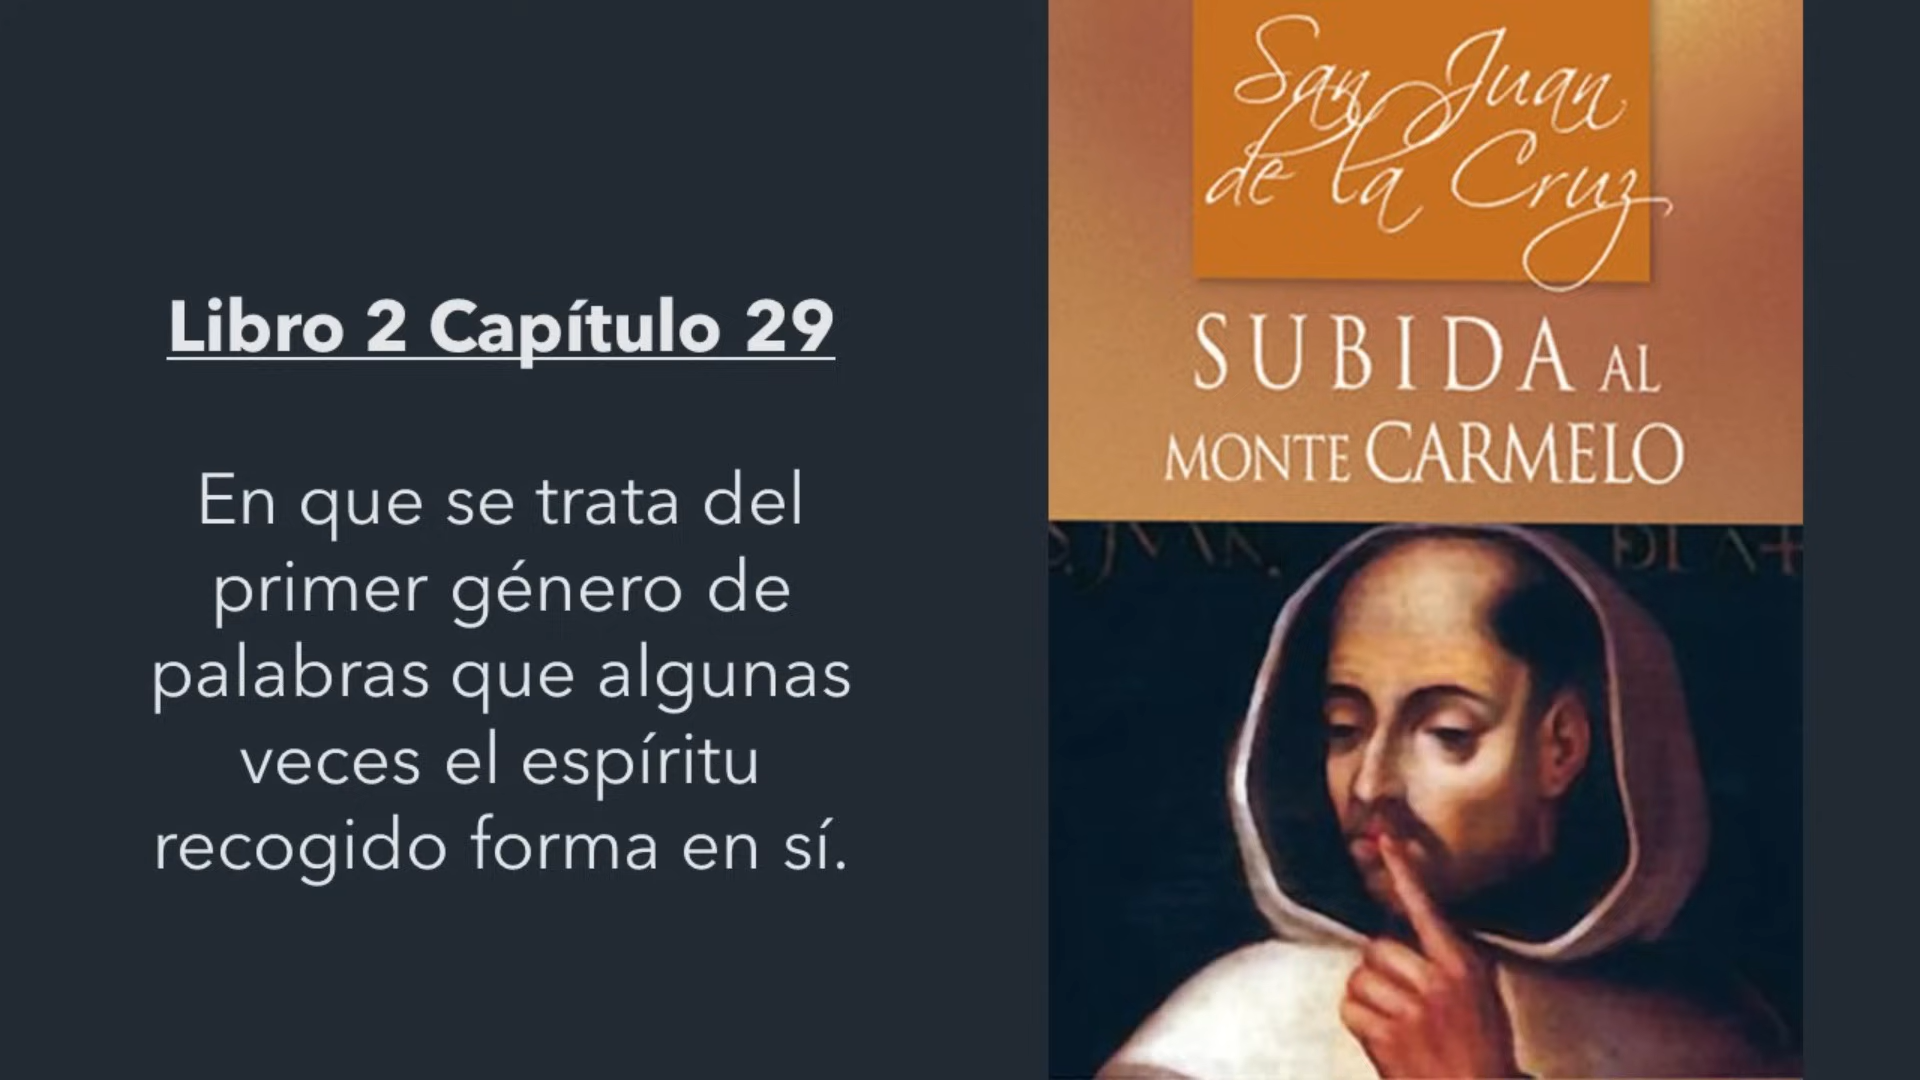 Libro 2 Capítulo 29
En que se trata del
primer género de
palabras que algunas
veces el espíritu
recogido forma en sí.
San Juan
de la Cruz
SUBIDA AL
MONTE CARMELO